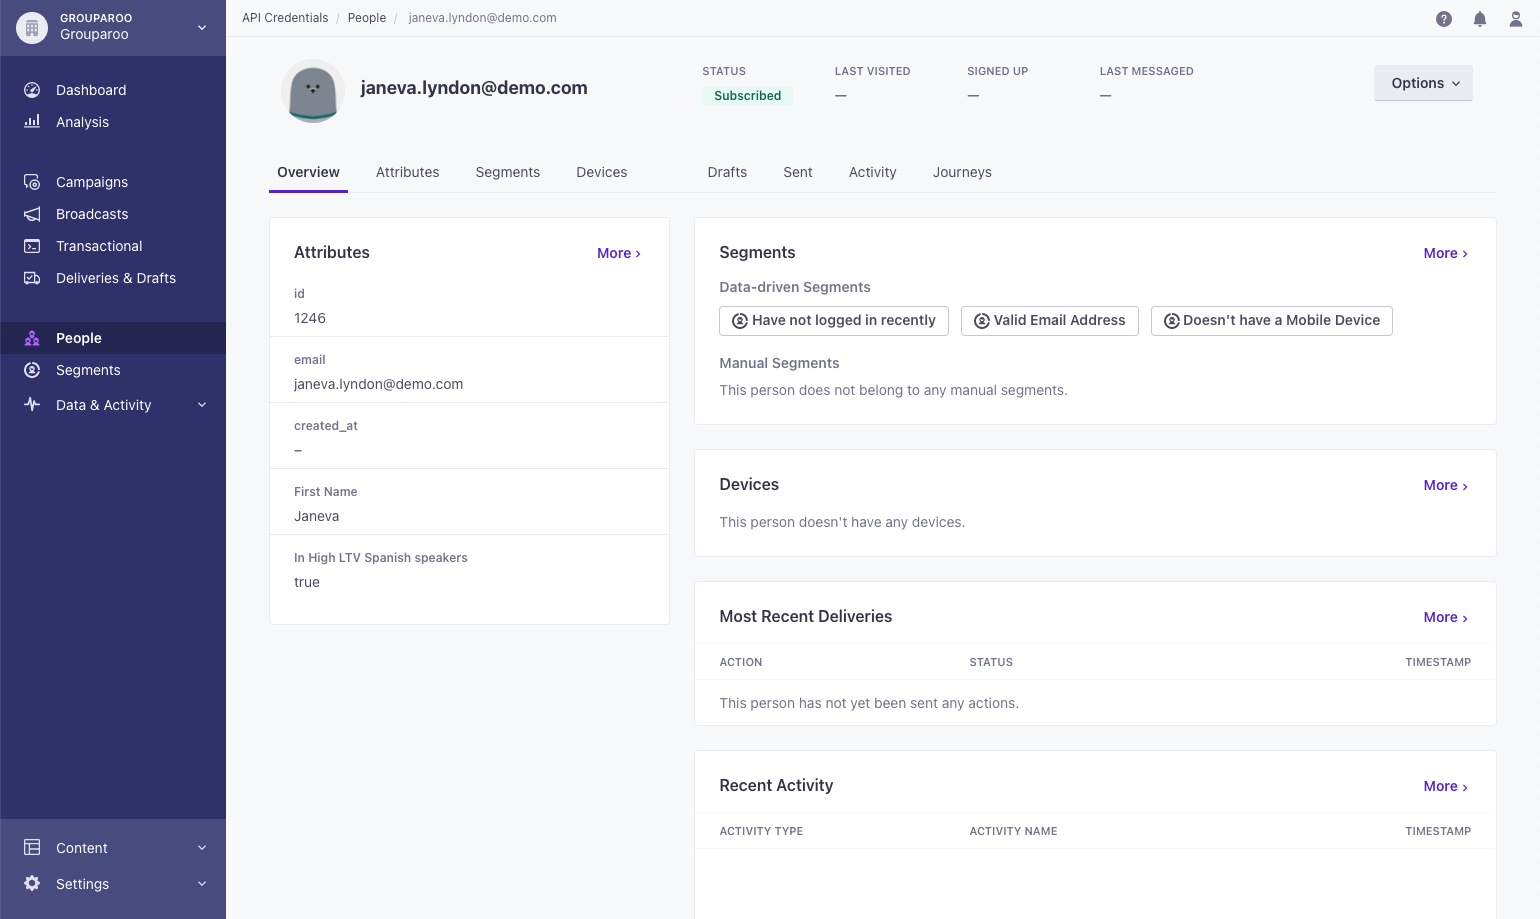 GROUPAROO
Grouparoo
Dashboard
Analysis
Campaigns
Broadcasts
Transactional
Deliveries & Drafts
People
Segments
Data & Activity
Content
Settings
API Credentials / People / janeva.lyndon@demo.com
janeva.lyndon@demo.com
STATUS
Subscribed
LAST VISITED
—
SIGNED UP
—
LAST MESSAGED
—
Options
Overview Attributes Segments Devices Drafts Sent Activity Journeys
Attributes More ›
id
1246
email
janeva.lyndon@demo.com
created_at
–
First Name
Janeva
In High LTV Spanish speakers
true
Segments More ›
Data-driven Segments
Have not logged in recently Valid Email Address Doesn't have a Mobile Device
Manual Segments
This person does not belong to any manual segments.
Devices More ›
This person doesn't have any devices.
Most Recent Deliveries More ›
ACTION STATUS TIMESTAMP
This person has not yet been sent any actions.
Recent Activity More ›
ACTIVITY TYPE ACTIVITY NAME TIMESTAMP